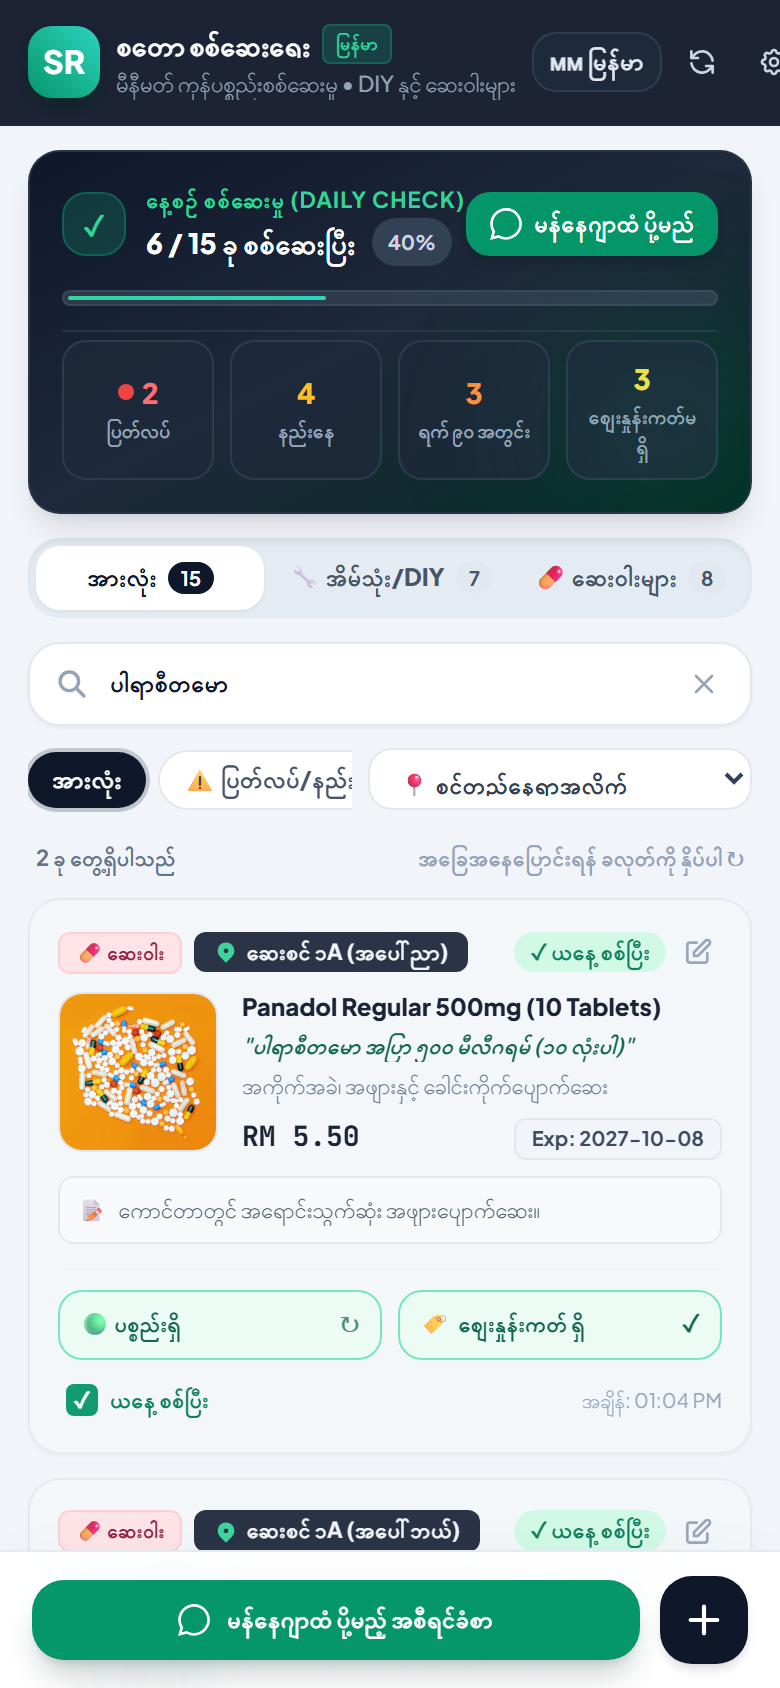 SR
စတော စစ်ဆေးရေး မြန်မာ
မီနီမတ် ကုန်ပစ္စည်းစစ်ဆေးမှု • DIY နှင့် ဆေးဝါးများ
MM မြန်မာ
နေ့စဉ် စစ်ဆေးမှု (DAILY CHECK)
6 / 15 ခု စစ်ဆေးပြီး 40%
မန်နေဂျာထံ ပို့မည်
2
ပြတ်လပ်
4
နည်းနေ
3
ရက် ၉၀ အတွင်း
3
ဈေးနှုန်းကတ်မ
ရှိ
အားလုံး 15
အိမ်သုံး/DIY 7
ဆေးဝါးများ 8
ပါရာစီတမော
အားလုံး
ပြတ်လပ်/နည်း
စင်တည်နေရာအလိုက်
2 ခု တွေ့ရှိပါသည်
အခြေအနေပြောင်းရန် ခလုတ်ကို နှိပ်ပါ ↻
ဆေးဝါး
ဆေးစင် ၁A (အပေါ်ညာ)
✓ ယနေ့ စစ်ပြီး
Panadol Regular 500mg (10 Tablets)
"ပါရာစီတမော အပြာ ၅၀၀ မီလီဂရမ် (၁၀ လုံးပါ)"
အကိုက်အခဲ၊ အဖျားနှင့် ခေါင်းကိုက်ပျောက်ဆေး
RM 5.50
Exp: 2027-10-08
ကောင်တာတွင် အရောင်းသွက်ဆုံး အဖျားပျောက်ဆေး။
ပစ္စည်းရှိ ↻
ဈေးနှုန်းကတ် ရှိ ✓
ယနေ့ စစ်ပြီး
အချိန်: 01:04 PM
ဆေးဝါး
ဆေးစင် ၁A (အပေါ်ဘယ်)
✓ ယနေ့ စစ်ပြီး
မန်နေဂျာထံ ပို့မည့် အစီရင်ခံစာ